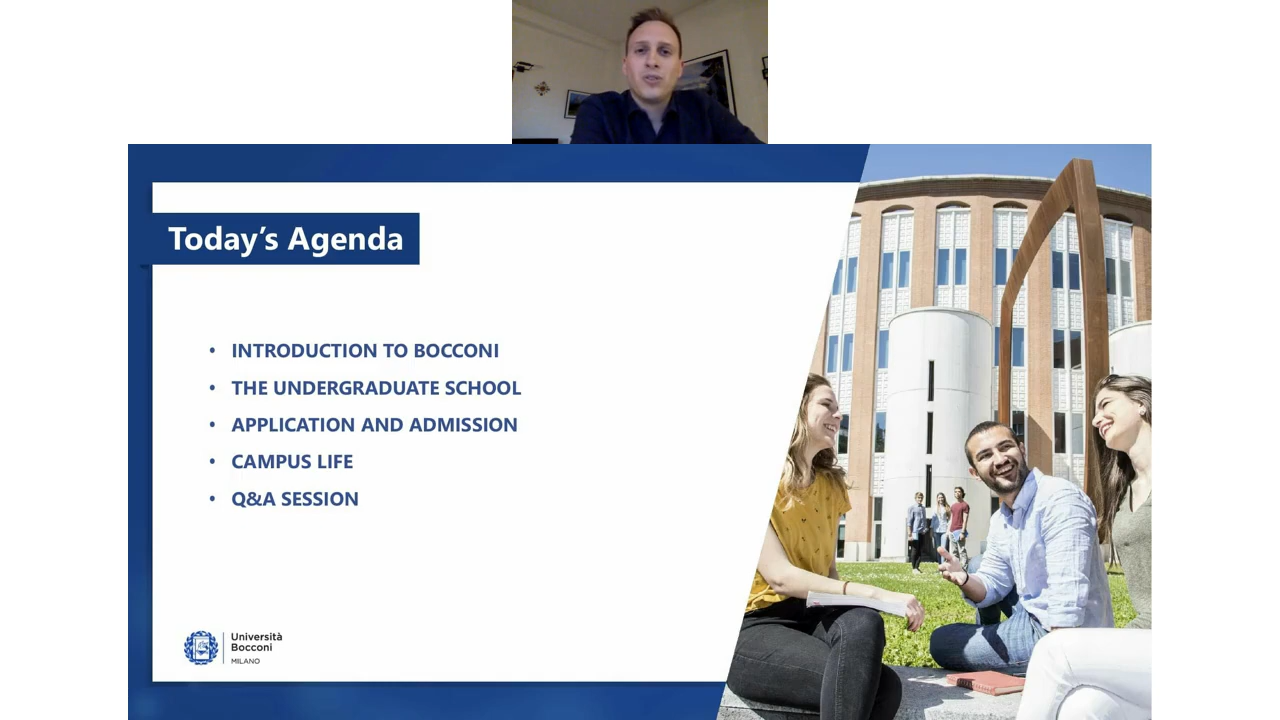 Today's Agenda
• INTRODUCTION TO BOCCONI
• THE UNDERGRADUATE SCHOOL
• APPLICATION AND ADMISSION
• CAMPUS LIFE
• Q&A SESSION
Università
Bocconi
MILANO